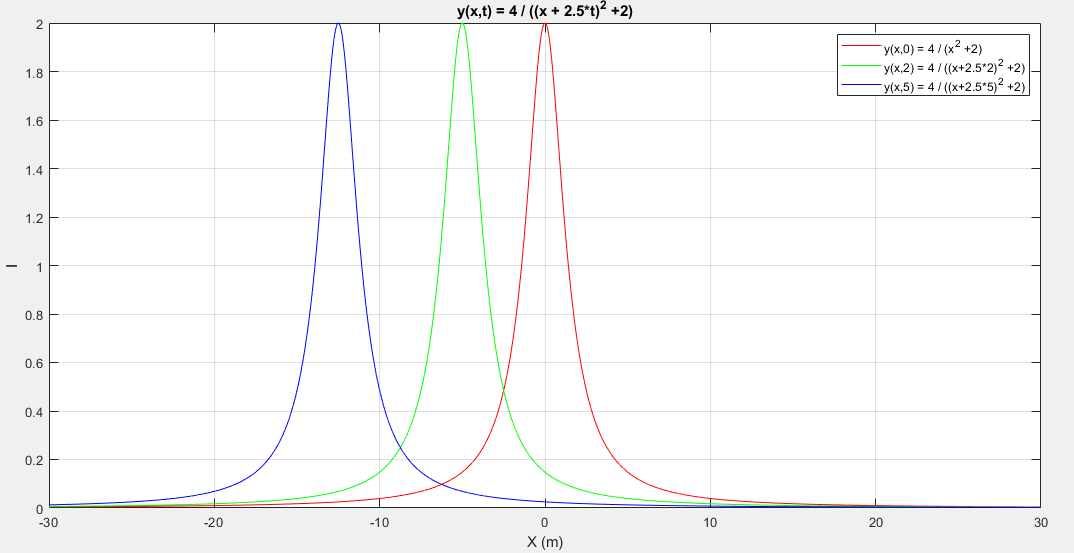 y(x,t) = 4 / ((x + 2.5*t)² +2)
y(x,0) = 4 / (x² +2)
y(x,2) = 4 / ((x+2.5*2)² +2)
y(x,5) = 4 / ((x+2.5*5)² +2)
2
1.8
1.6
1.4
1.2
1
0.8
0.6
0.4
0.2
0
I
-30 -20 -10 0 10 20 30
X (m)